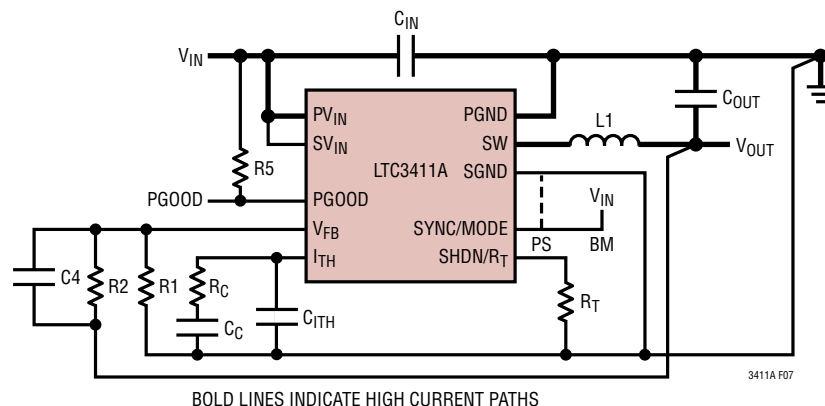 C_IN
V_IN
PV_IN
PGND
C_OUT
L1
SV_IN
SW
V_OUT
R5
LTC3411A
SGND
PGOOD
PGOOD
V_IN
V_FB
SYNC/MODE
PS
BM
I_TH
SHDN/R_T
C4
R2
R1
R_C
C_C
C_ITH
R_T
3411A F07
BOLD LINES INDICATE HIGH CURRENT PATHS